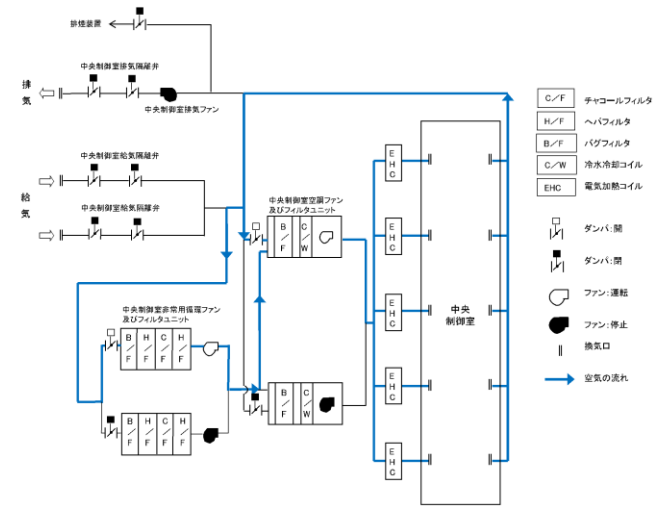 排煙装置
中央制御室排気隔離弁
排
気
中央制御室排気ファン
中央制御室給気隔離弁
給
気
中央制御室給気隔離弁
中央制御室空調ファン
及びフィルタユニット
B/F
C/W
中央制御室非常用循環ファン
及びフィルタユニット
B/F
H/F
C/F
H/F
B/F
H/F
C/F
H/F
B/F
C/W
EHC
EHC
EHC
EHC
EHC
中央
制御室
C/F チャコールフィルタ
H/F ヘパフィルタ
B/F バグフィルタ
C/W 冷水冷却コイル
EHC 電気加熱コイル
ダンパ:開
ダンパ:閉
ファン:運転
ファン:停止
換気口
空気の流れ